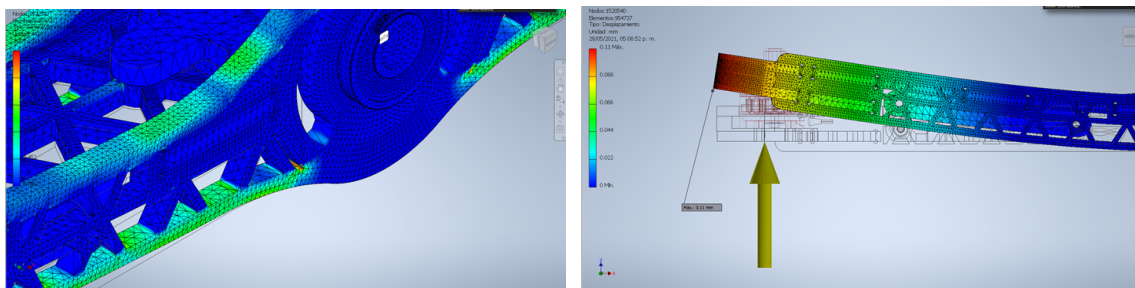 Nodos:1520540
Elementos:954737
Tipo: Desplazamiento
Unidad: mm
28/05/2021, 05:08:52 p. m.
0.11 Máx.
0.088
0.066
0.044
0.022
0 Mín.
Máx.: 0.11 mm
Z
X